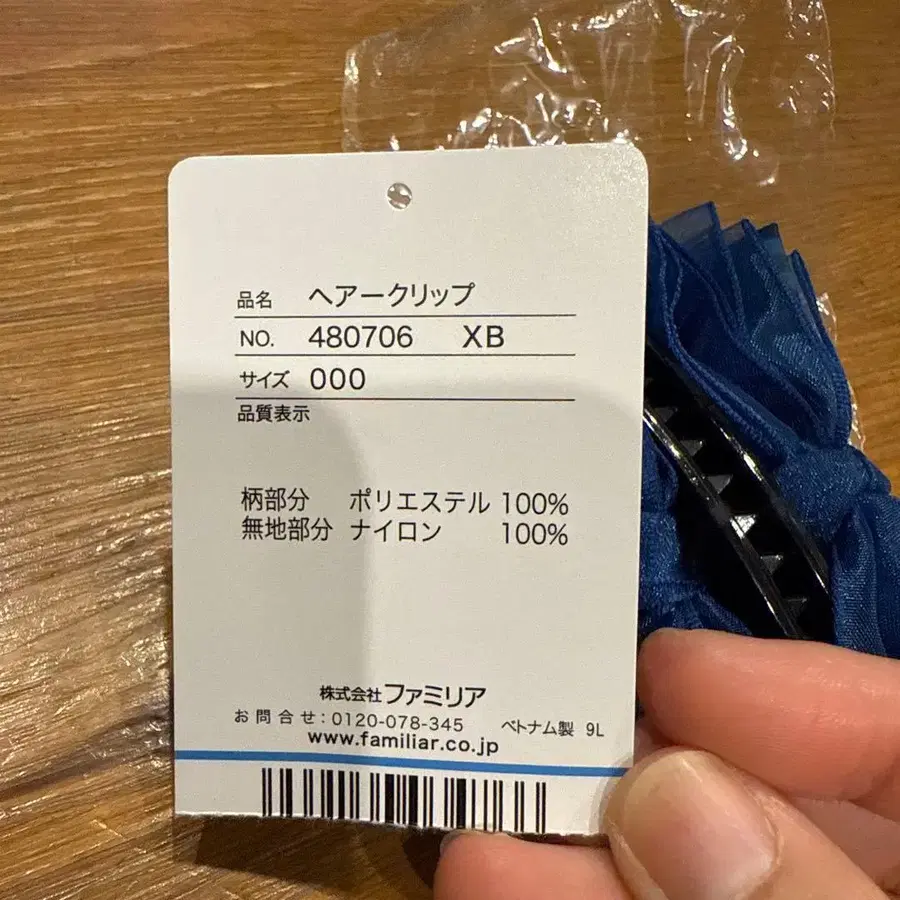 品名 ヘアークリップ
NO. 480706 XB
サイズ 000
品質表示
柄部分 ポリエステル 100%
無地部分 ナイロン 100%
株式会社 ファミリア
お問合せ:0120-078-345 ベトナム製 9L
www.familiar.co.jp